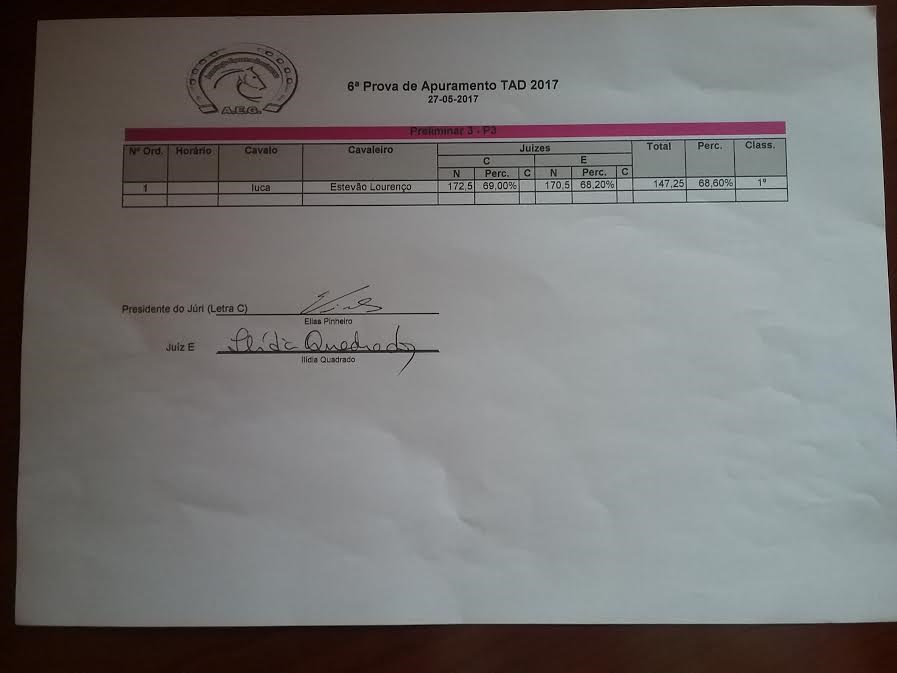 A.E.G.
6ª Prova de Apuramento TAD 2017
27-05-2017
Preliminar 3 - P3
Nº Ord. Horário Cavalo Cavaleiro Juizes Total Perc. Class.
C E
N Perc. C N Perc. C
1 luca Estevão Lourenço 172,5 69,00% 170,5 68,20% 147,25 68,60% 1º
Presidente do Júri (Letra C)
Elias Pinheiro
Juiz E Ilídia Quadrado
Ilídia Quadrado